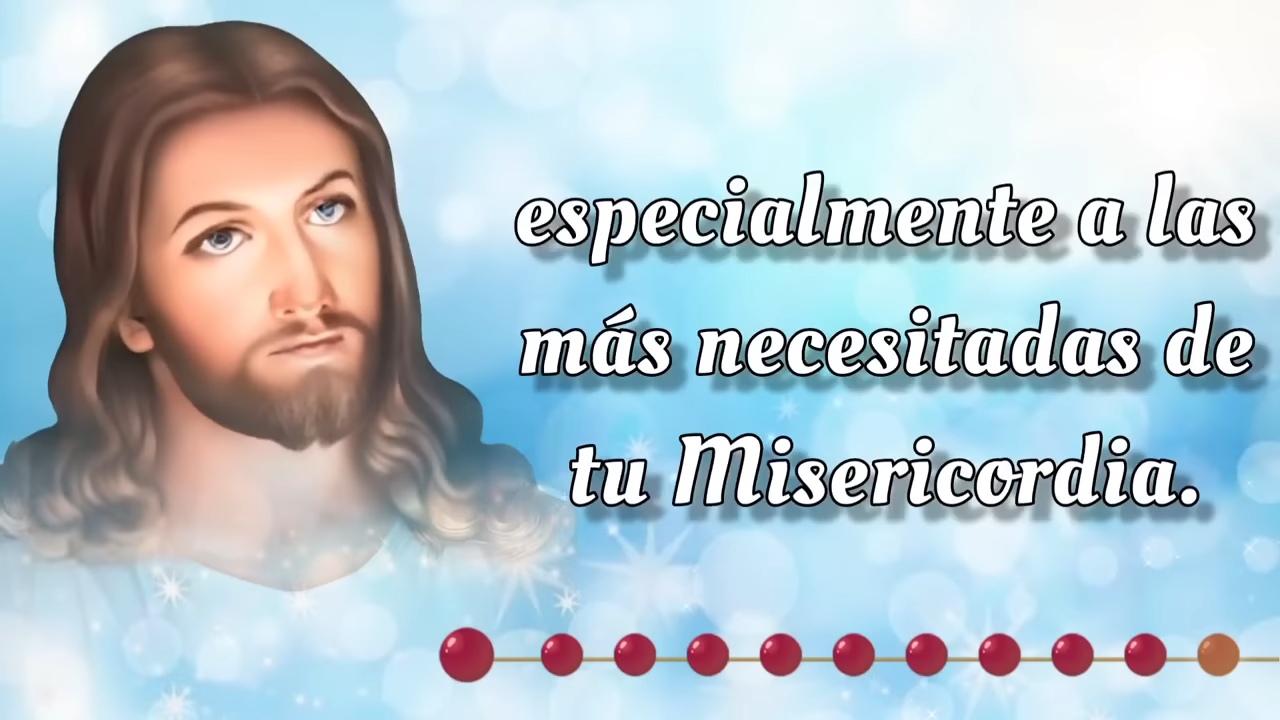 especialmente a las
más necesitadas de
tu Misericordia.